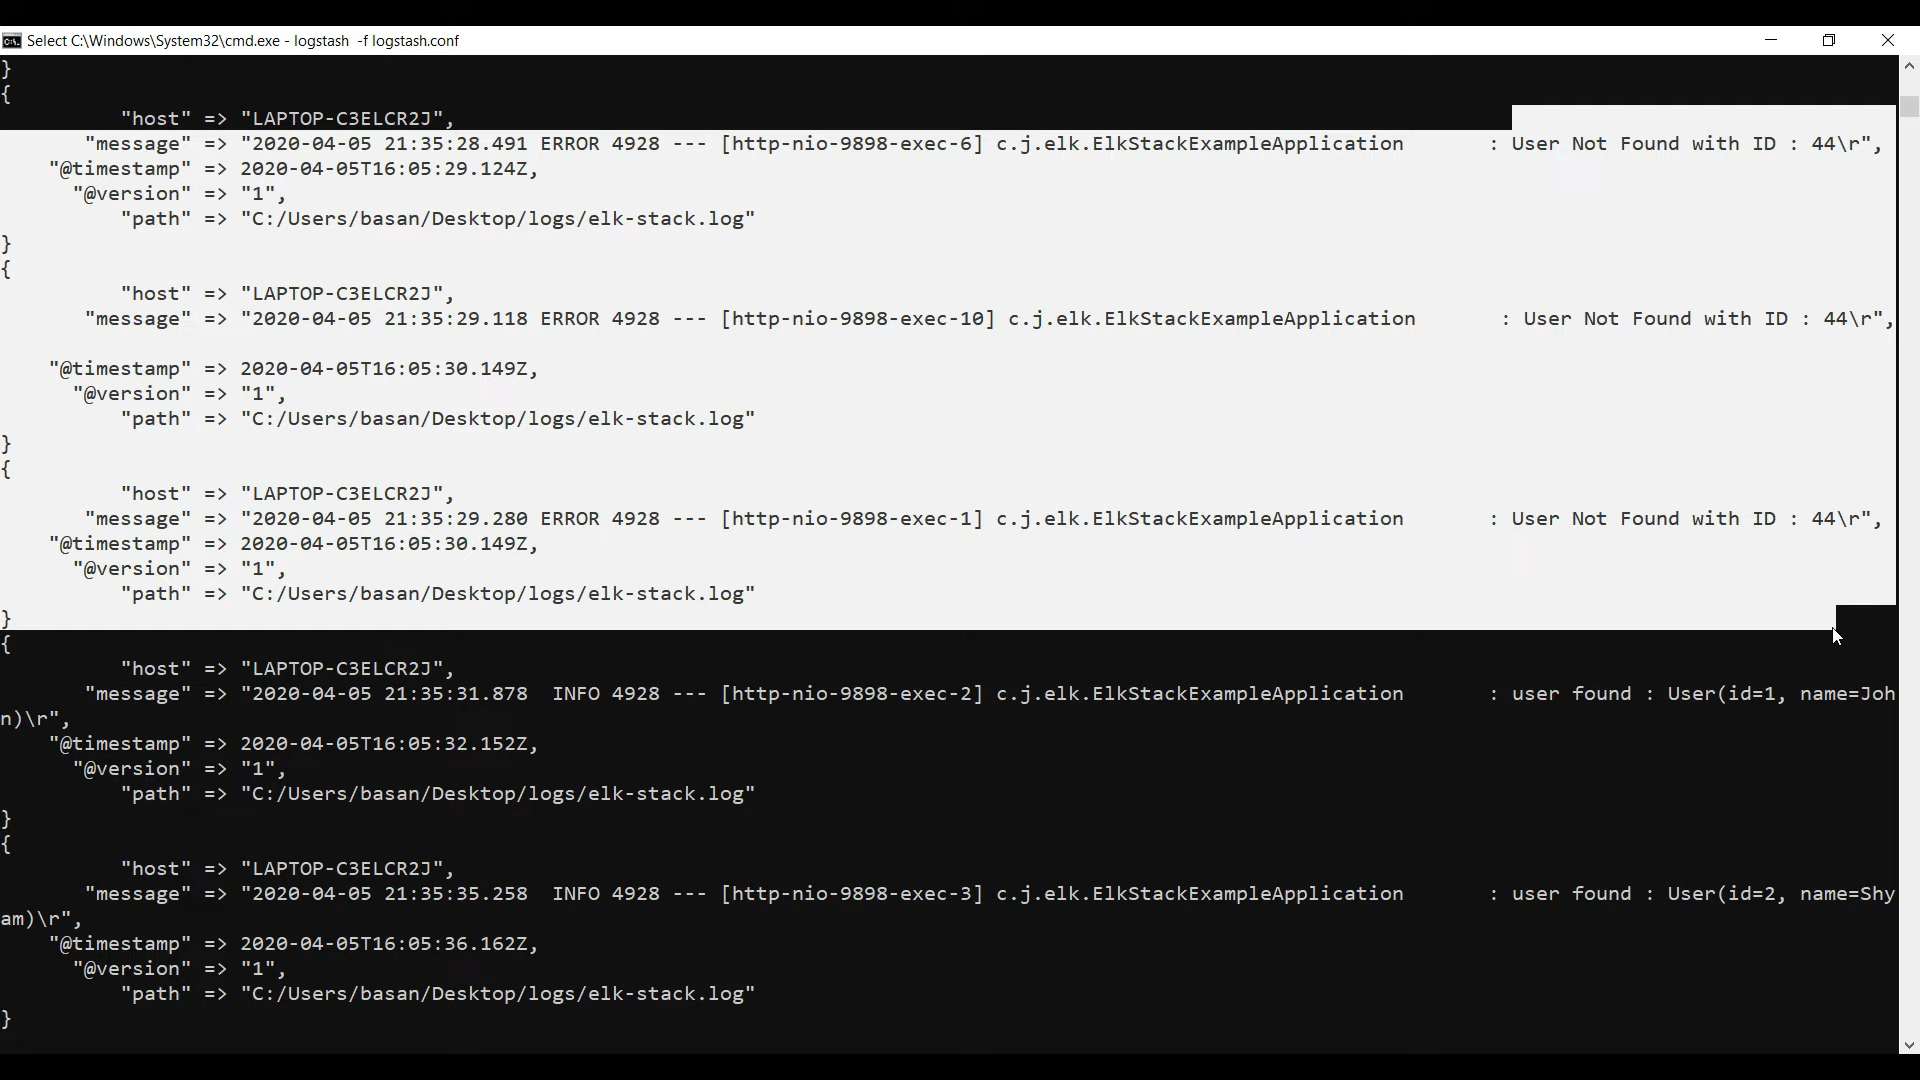 Select C:\Windows\System32\cmd.exe - logstash  -f logstash.conf
}
{
          "host" => "LAPTOP-C3ELCR2J",
       "message" => "2020-04-05 21:35:28.491 ERROR 4928 --- [http-nio-9898-exec-6] c.j.elk.ElkStackExampleApplication       : User Not Found with ID : 44\r",
    "@timestamp" => 2020-04-05T16:05:29.124Z,
      "@version" => "1",
          "path" => "C:/Users/basan/Desktop/logs/elk-stack.log"
}
{
          "host" => "LAPTOP-C3ELCR2J",
       "message" => "2020-04-05 21:35:29.118 ERROR 4928 --- [http-nio-9898-exec-10] c.j.elk.ElkStackExampleApplication       : User Not Found with ID : 44\r",
    "@timestamp" => 2020-04-05T16:05:30.149Z,
      "@version" => "1",
          "path" => "C:/Users/basan/Desktop/logs/elk-stack.log"
}
{
          "host" => "LAPTOP-C3ELCR2J",
       "message" => "2020-04-05 21:35:29.280 ERROR 4928 --- [http-nio-9898-exec-1] c.j.elk.ElkStackExampleApplication       : User Not Found with ID : 44\r",
    "@timestamp" => 2020-04-05T16:05:30.149Z,
      "@version" => "1",
          "path" => "C:/Users/basan/Desktop/logs/elk-stack.log"
}
{
          "host" => "LAPTOP-C3ELCR2J",
       "message" => "2020-04-05 21:35:31.878  INFO 4928 --- [http-nio-9898-exec-2] c.j.elk.ElkStackExampleApplication       : user found : User(id=1, name=Joh
n)\r",
    "@timestamp" => 2020-04-05T16:05:32.152Z,
      "@version" => "1",
          "path" => "C:/Users/basan/Desktop/logs/elk-stack.log"
}
{
          "host" => "LAPTOP-C3ELCR2J",
       "message" => "2020-04-05 21:35:35.258  INFO 4928 --- [http-nio-9898-exec-3] c.j.elk.ElkStackExampleApplication       : user found : User(id=2, name=Shy
am)\r",
    "@timestamp" => 2020-04-05T16:05:36.162Z,
      "@version" => "1",
          "path" => "C:/Users/basan/Desktop/logs/elk-stack.log"
}